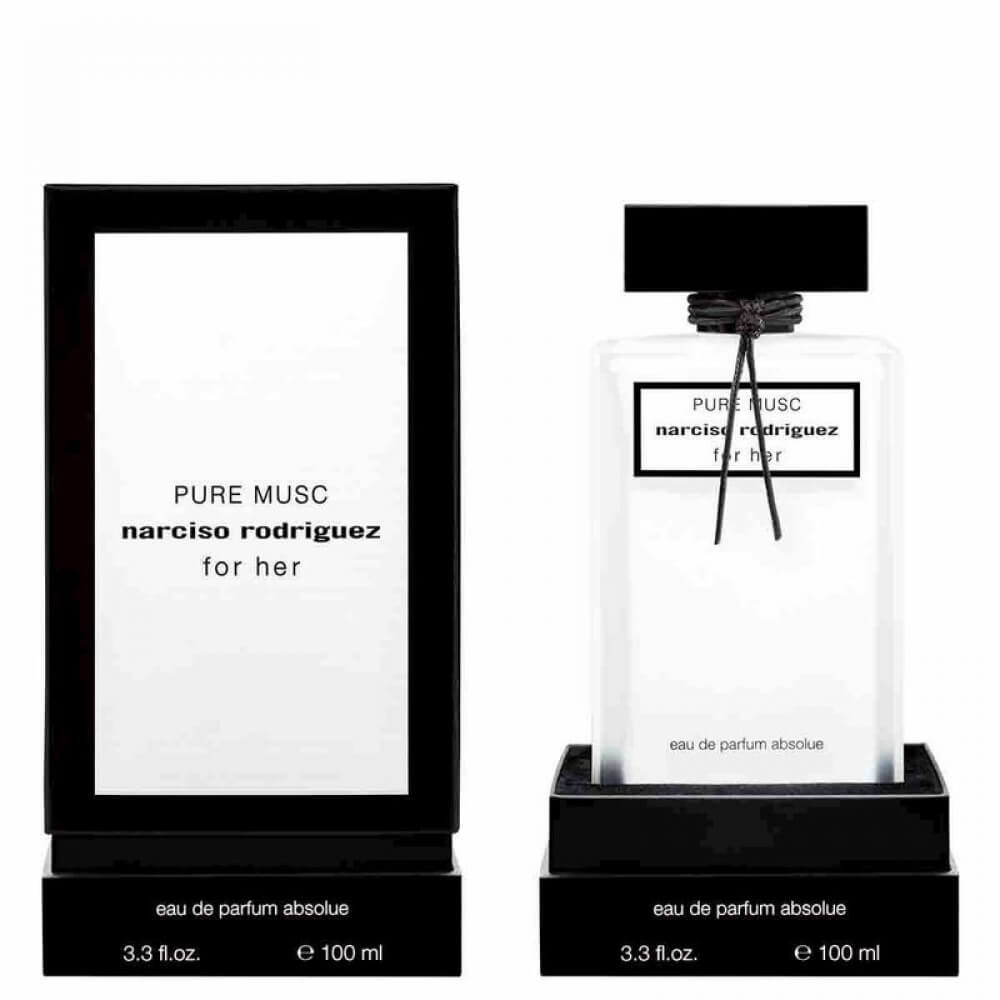 PURE MUSC
narciso rodriguez
for her
eau de parfum absolue
3.3 fl.oz. ℮ 100 ml
PURE MUSC
narciso rodriguez
for her
eau de parfum absolue
eau de parfum absolue
3.3 fl.oz. ℮ 100 ml